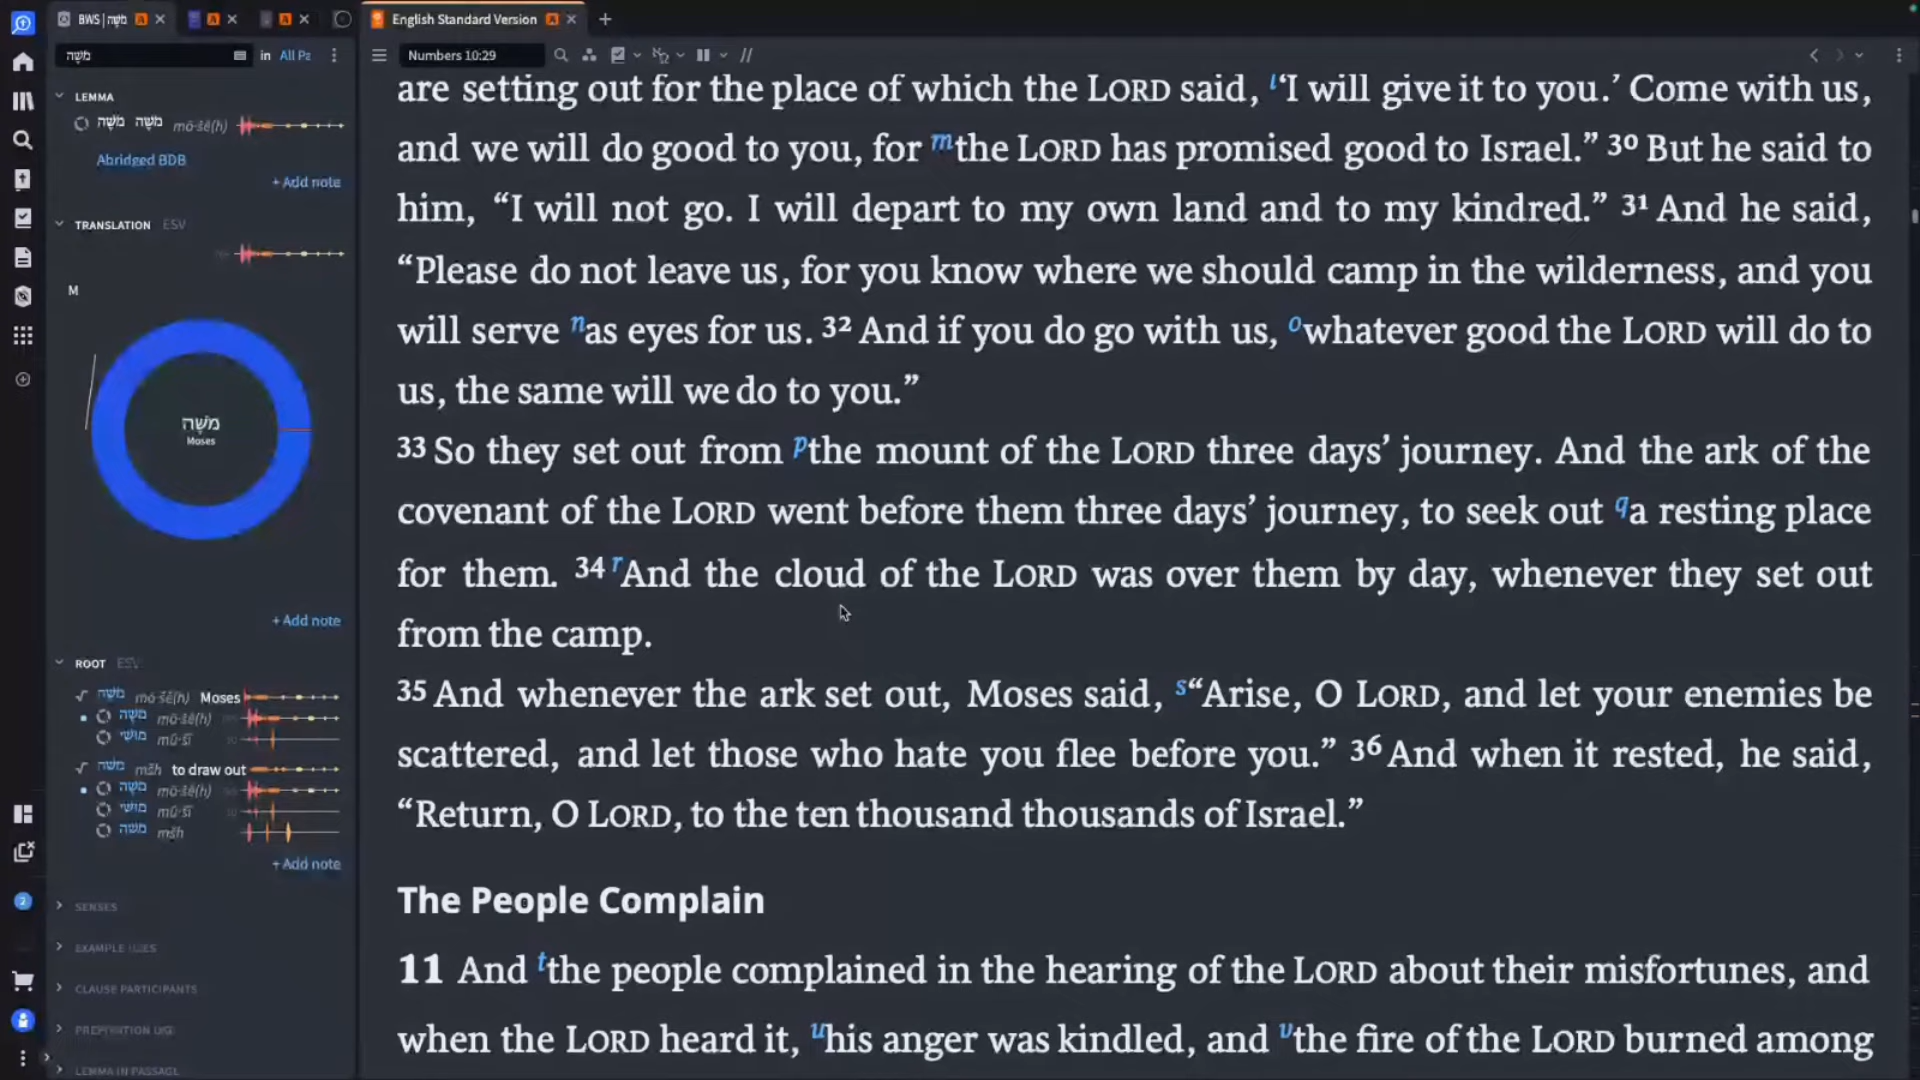 BWS | מֹשֶׁה
English Standard Version
מֹשֶׁה
in All Pa
Numbers 10:29
LEMMA
מֹשֶׁה מֹשֶׁה mō·šě(h)
Abridged BDB
+ Add note
TRANSLATION ESV
M
מֹשֶׁה
Moses
+ Add note
ROOT ESV
משׁה mō·šě(h) Moses
מֹשֶׁה mō·šě(h)
מוּשִׁי mû·šî
משׁה mšh to draw out
מֹשֶׁה mō·šě(h)
מוּשִׁי mû·šî
משׁה mšh
+ Add note
SENSES
EXAMPLE USES
CLAUSE PARTICIPANTS
LEMMA IN PASSAGE
2
are setting out for the place of which the LORD said, l‘I will give it to you.’ Come with us,
and we will do good to you, for mthe LORD has promised good to Israel.” 30 But he said to
him, “I will not go. I will depart to my own land and to my kindred.” 31 And he said,
“Please do not leave us, for you know where we should camp in the wilderness, and you
will serve nas eyes for us. 32 And if you do go with us, owhatever good the LORD will do to
us, the same will we do to you.”
33 So they set out from pthe mount of the LORD three days’ journey. And the ark of the
covenant of the LORD went before them three days’ journey, to seek out qa resting place
for them. 34 rAnd the cloud of the LORD was over them by day, whenever they set out
from the camp.
35 And whenever the ark set out, Moses said, s“Arise, O LORD, and let your enemies be
scattered, and let those who hate you flee before you.” 36 And when it rested, he said,
“Return, O LORD, to the ten thousand thousands of Israel.”
The People Complain
11 And tthe people complained in the hearing of the LORD about their misfortunes, and
when the LORD heard it, uhis anger was kindled, and vthe fire of the LORD burned among